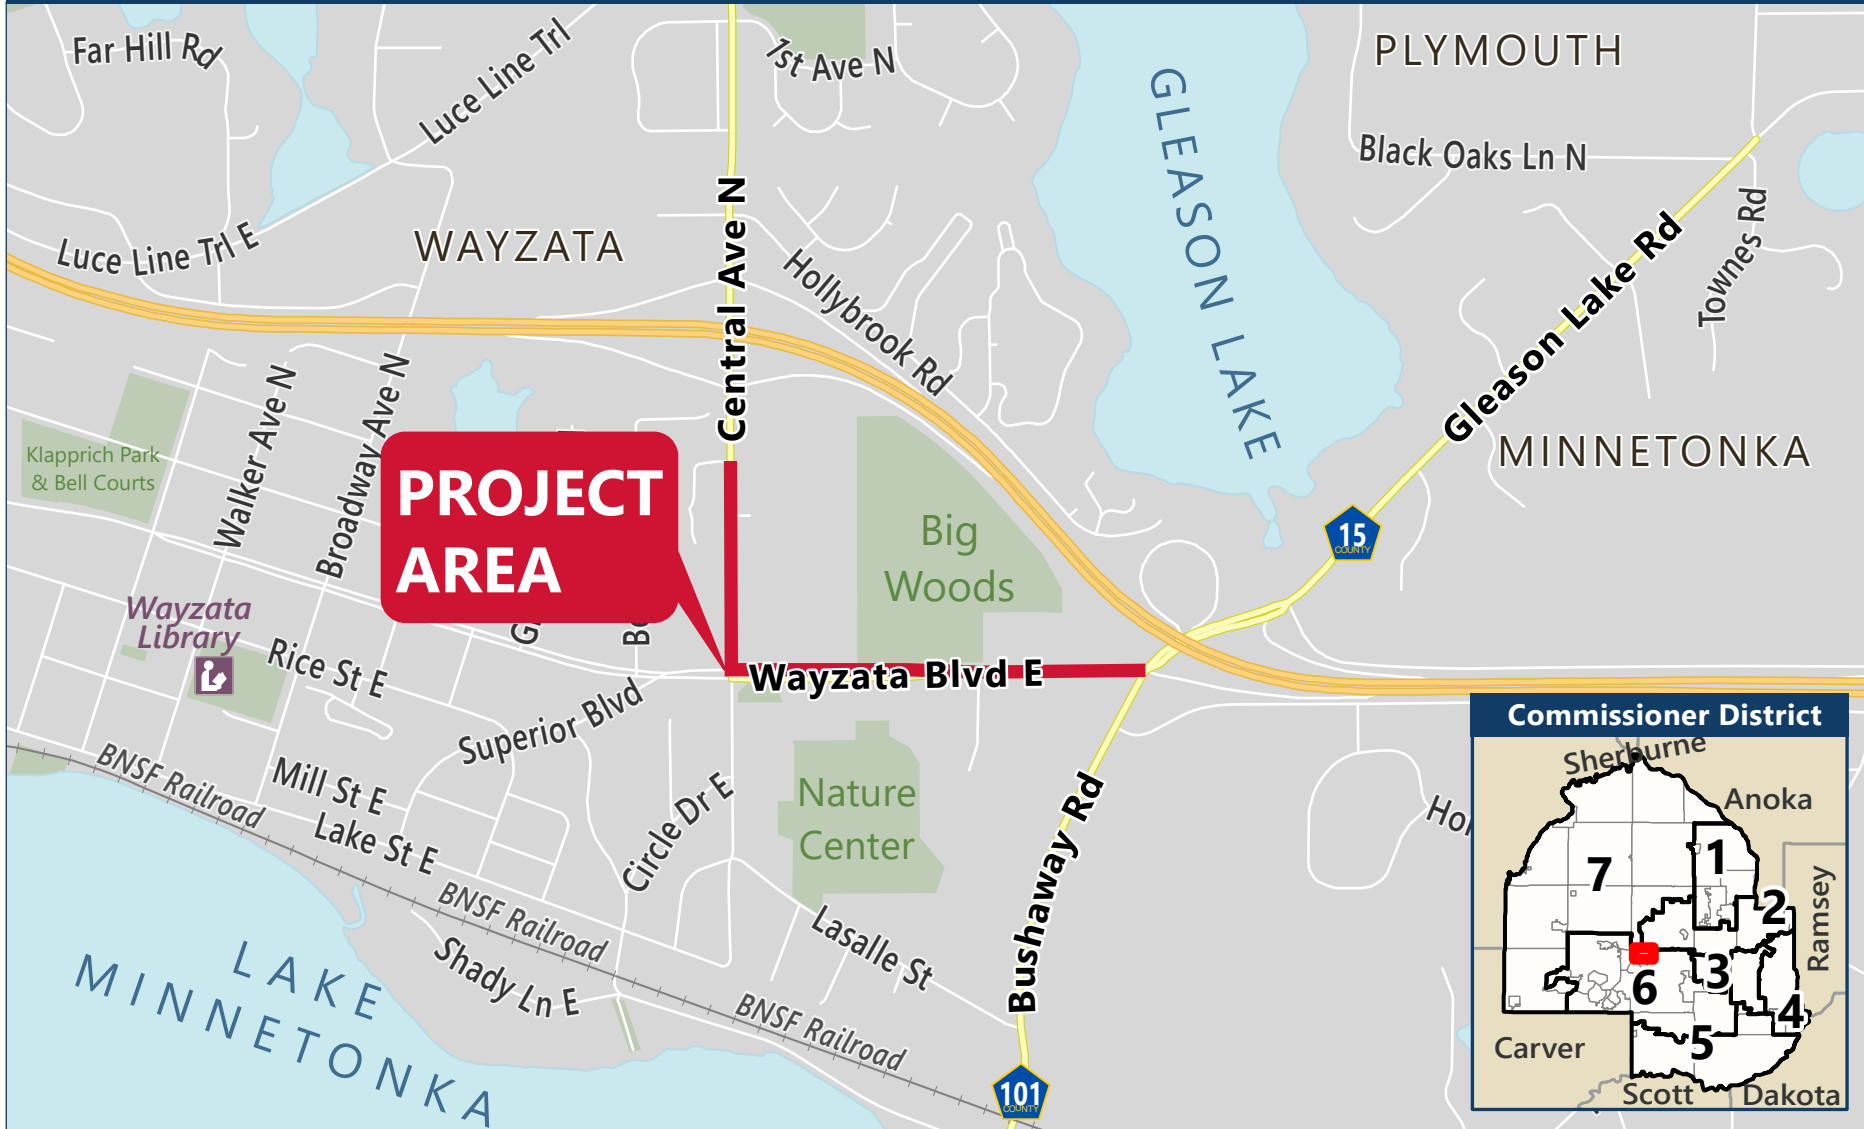 Far Hill Rd
Luce Line Trl
1st Ave N
PLYMOUTH
GLEASON LAKE
Black Oaks Ln N
Luce Line Trl E
WAYZATA
Central Ave N
Hollybrook Rd
Gleason Lake Rd
Townes Rd
MINNETONKA
Klapprich Park
& Bell Courts
Walker Ave N
Broadway Ave N
PROJECT
AREA
Big
Woods
15
COUNTY
Wayzata
Library
Rice St E
Wayzata Blvd E
Superior Blvd
BNSF Railroad
Mill St E
Lake St E
Circle Dr E
Nature
Center
Bushaway Rd
BNSF Railroad
Lasalle St
Shady Ln E
BNSF Railroad
LAKE
MINNETONKA
101
COUNTY
Commissioner District
Sherburne
Anoka
7
1
2
Ramsey
3
6
4
5
Carver
Scott
Dakota